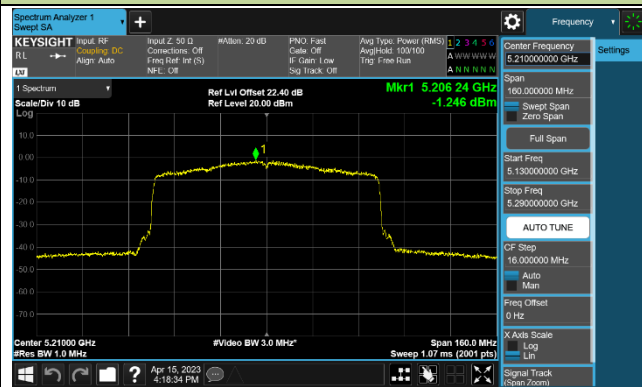 Spectrum Analyzer 1
Swept SA
+
Frequency
KEYSIGHT
RL
LXI
Input: RF
Coupling: DC
Align: Auto
Input Z: 50 Ω
Corrections: Off
Freq Ref: Int (S)
NFE: Off
#Atten: 20 dB
PNO: Fast
Gate: Off
IF Gain: Low
Sig Track: Off
Avg Type: Power (RMS)
Avg|Hold: 100/100
Trig: Free Run
1 2 3 4 5 6
A W W W W W
A N N N N N
Center Frequency
5.210000000 GHz
Settings
Span
160.000000 MHz
Swept Span
Zero Span
Full Span
Start Freq
5.130000000 GHz
Stop Freq
5.290000000 GHz
AUTO TUNE
CF Step
16.000000 MHz
Auto
Man
Freq Offset
0 Hz
X Axis Scale
Log
Lin
Signal Track
(Span Zoom)
1 Spectrum
Scale/Div 10 dB
Log
Ref Lvl Offset 22.40 dB
Ref Level 20.00 dBm
Mkr1 5.206 24 GHz
-1.246 dBm
1
10.0
0.00
-10.0
-20.0
-30.0
-40.0
-50.0
-60.0
-70.0
Center 5.21000 GHz
#Res BW 1.0 MHz
#Video BW 3.0 MHz*
Span 160.0 MHz
Sweep 1.07 ms (2001 pts)
?
Apr 15, 2023
4:18:34 PM